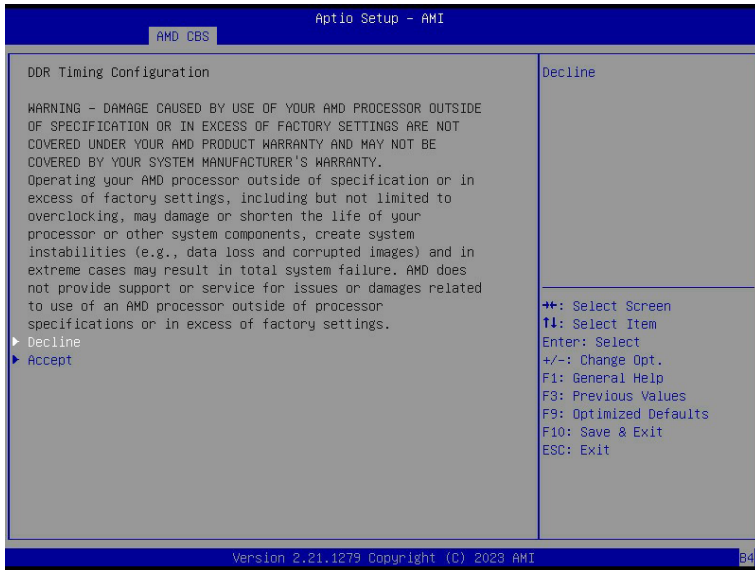 Aptio Setup – AMI
AMD CBS
DDR Timing Configuration
WARNING – DAMAGE CAUSED BY USE OF YOUR AMD PROCESSOR OUTSIDE
OF SPECIFICATION OR IN EXCESS OF FACTORY SETTINGS ARE NOT
COVERED UNDER YOUR AMD PRODUCT WARRANTY AND MAY NOT BE
COVERED BY YOUR SYSTEM MANUFACTURER'S WARRANTY.
Operating your AMD processor outside of specification or in
excess of factory settings, including but not limited to
overclocking, may damage or shorten the life of your
processor or other system components, create system
instabilities (e.g., data loss and corrupted images) and in
extreme cases may result in total system failure. AMD does
not provide support or service for issues or damages related
to use of an AMD processor outside of processor
specifications or in excess of factory settings.
Decline
Accept
Decline
→←: Select Screen
↑↓: Select Item
Enter: Select
+/–: Change Opt.
F1: General Help
F3: Previous Values
F9: Optimized Defaults
F10: Save & Exit
ESC: Exit
Version 2.21.1279 Copyright (C) 2023 AMI
B4